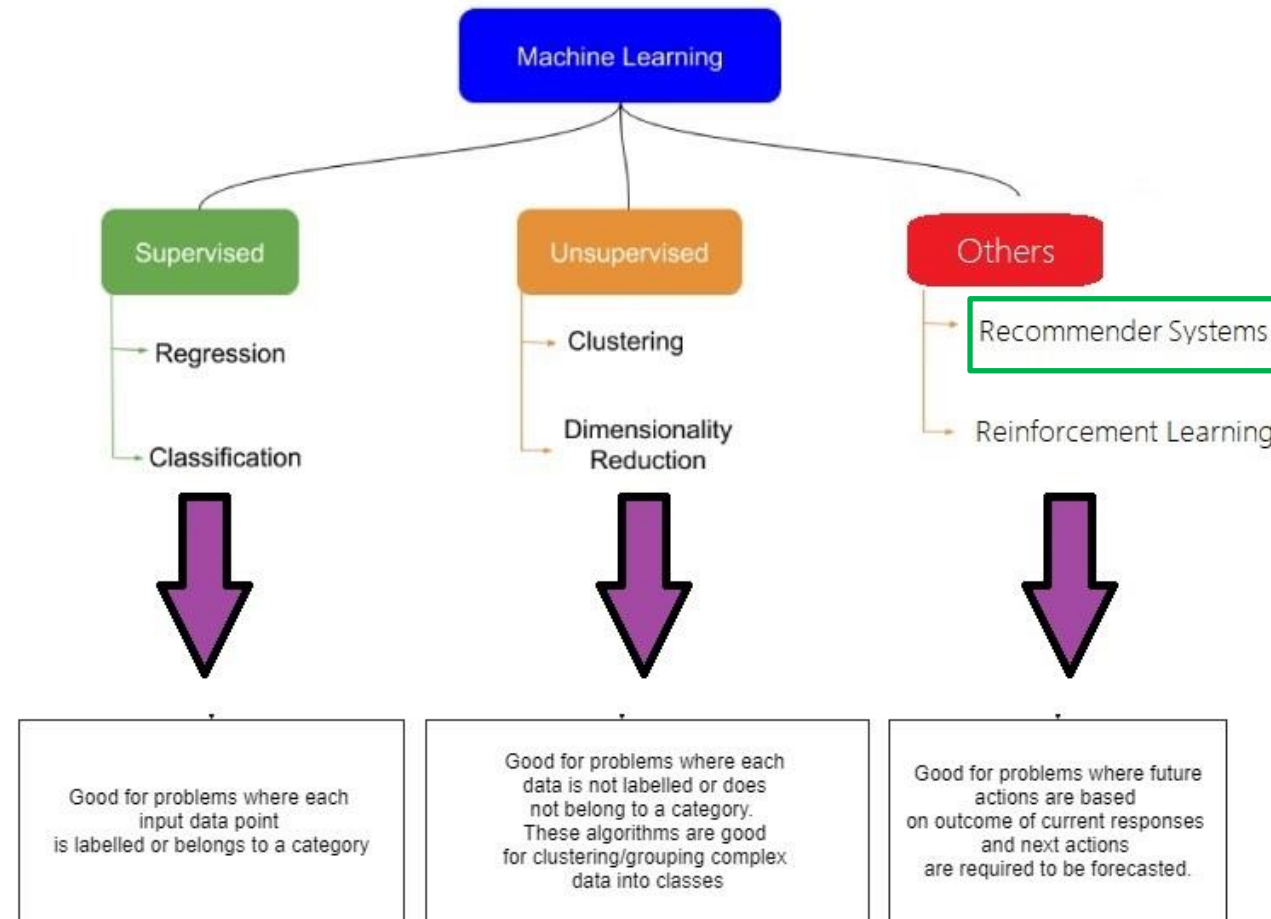 Machine Learning
Supervised
Unsupervised
Others
Regression
Classification
Clustering
Dimensionality
Reduction
Recommender Systems
Reinforcement Learning
Good for problems where each
input data point
is labelled or belongs to a category
Good for problems where each
data is not labelled or does
not belong to a category.
These algorithms are good
for clustering/grouping complex
data into classes
Good for problems where future
actions are based
on outcome of current responses
and next actions
are required to be forecasted.